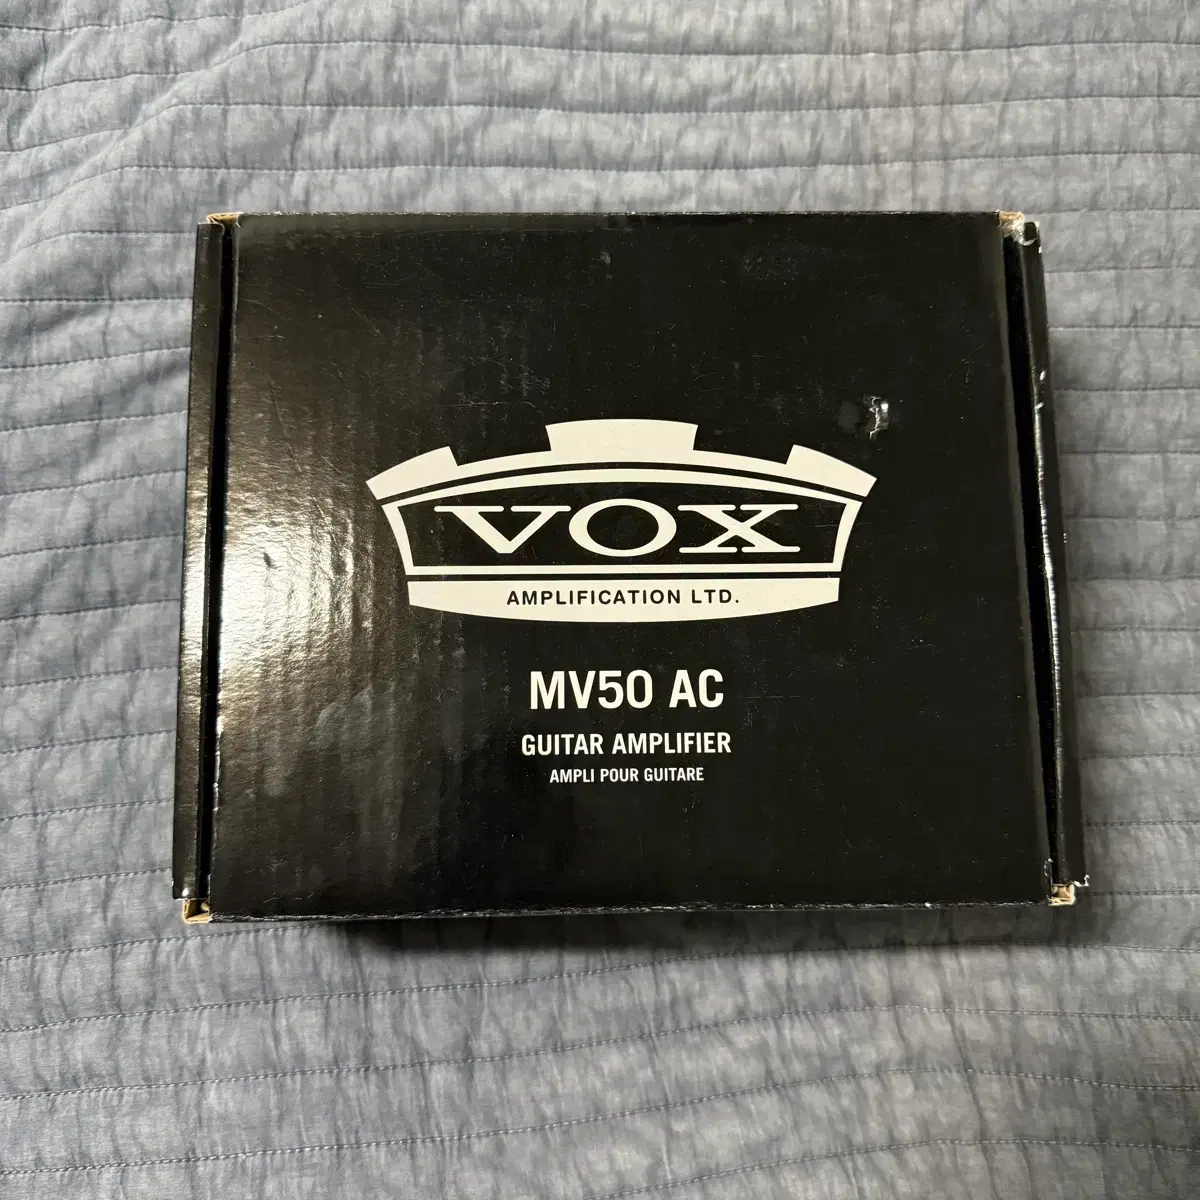 VOX
AMPLIFICATION LTD.
MV50 AC
GUITAR AMPLIFIER
AMPLI POUR GUITARE